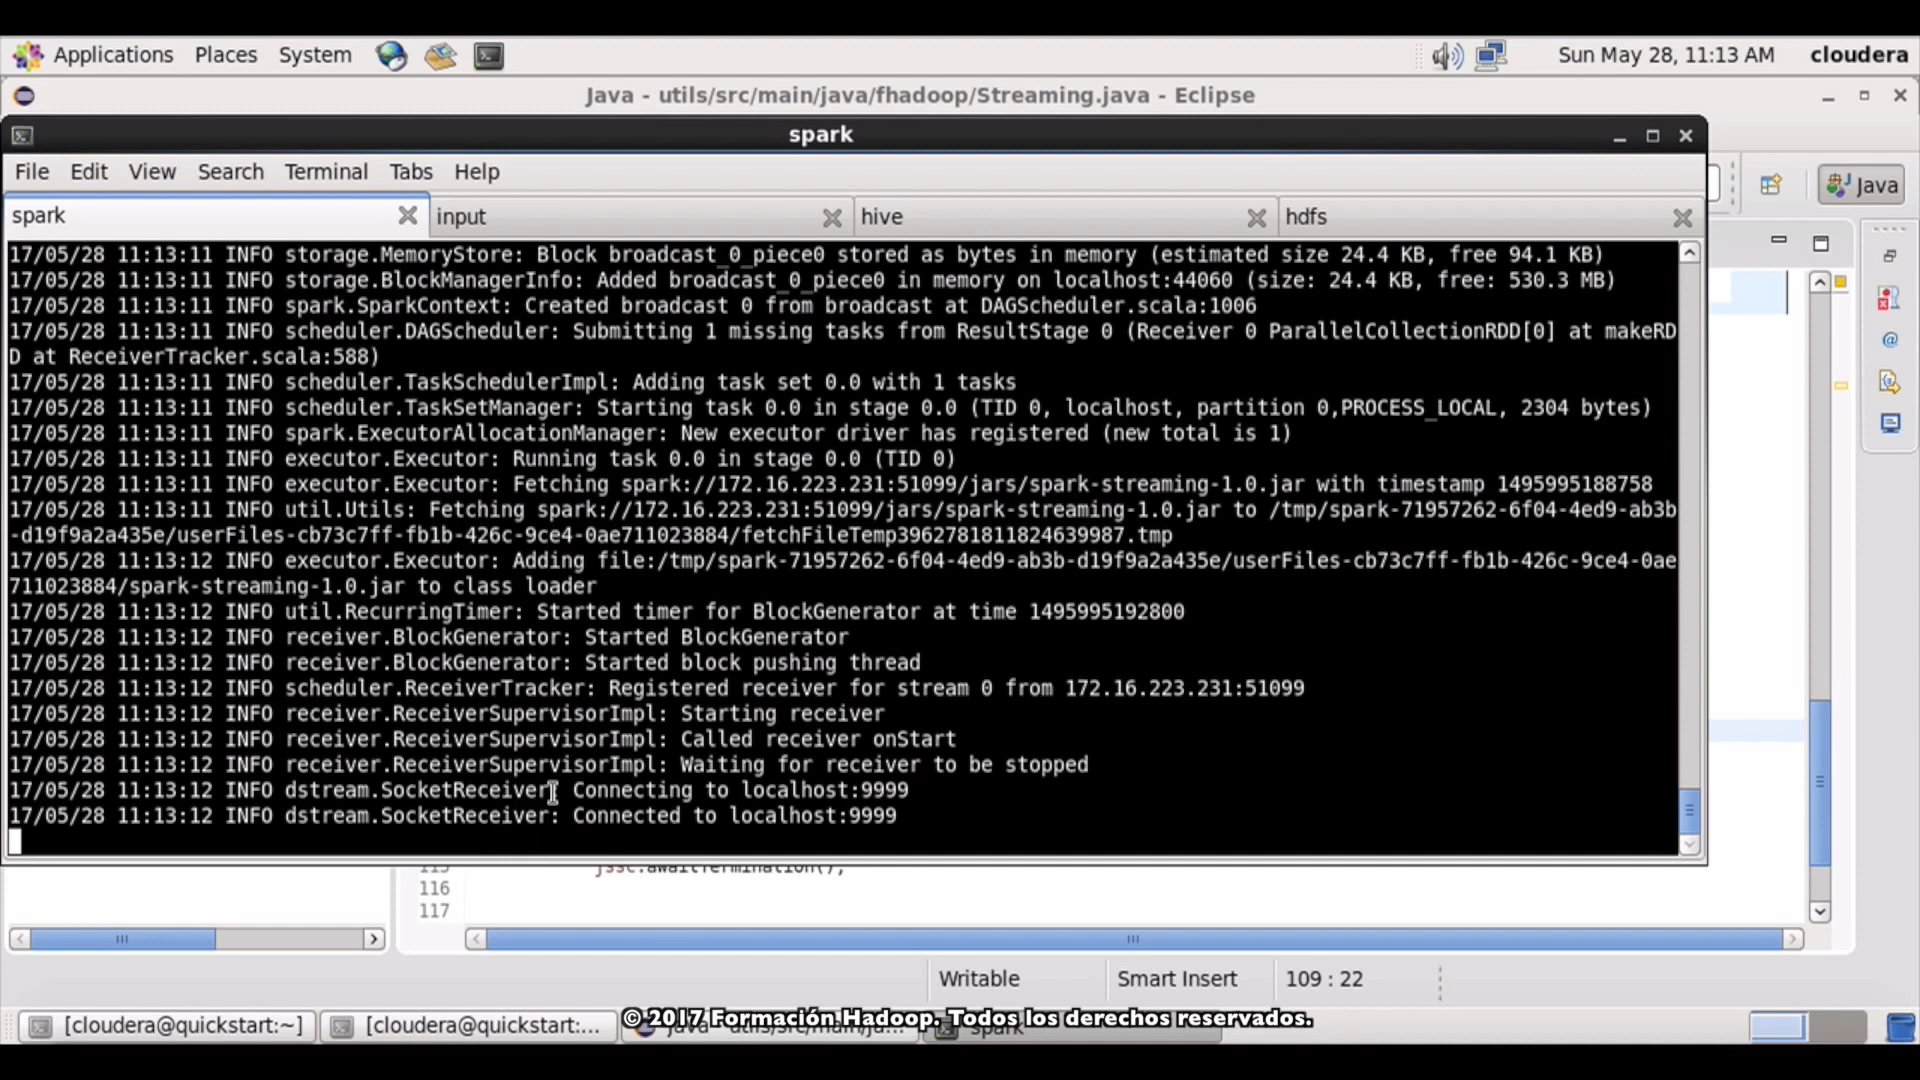 Applications Places System Sun May 28, 11:13 AM cloudera
Java - utils/src/main/java/fhadoop/Streaming.java - Eclipse
spark
File Edit View Search Terminal Tabs Help
Java
spark input hive hdfs
17/05/28 11:13:11 INFO storage.MemoryStore: Block broadcast_0_piece0 stored as bytes in memory (estimated size 24.4 KB, free 94.1 KB)
17/05/28 11:13:11 INFO storage.BlockManagerInfo: Added broadcast_0_piece0 in memory on localhost:44060 (size: 24.4 KB, free: 530.3 MB)
17/05/28 11:13:11 INFO spark.SparkContext: Created broadcast 0 from broadcast at DAGScheduler.scala:1006
17/05/28 11:13:11 INFO scheduler.DAGScheduler: Submitting 1 missing tasks from ResultStage 0 (Receiver 0 ParallelCollectionRDD[0] at makeRD
D at ReceiverTracker.scala:588)
17/05/28 11:13:11 INFO scheduler.TaskSchedulerImpl: Adding task set 0.0 with 1 tasks
17/05/28 11:13:11 INFO scheduler.TaskSetManager: Starting task 0.0 in stage 0.0 (TID 0, localhost, partition 0,PROCESS_LOCAL, 2304 bytes)
17/05/28 11:13:11 INFO spark.ExecutorAllocationManager: New executor driver has registered (new total is 1)
17/05/28 11:13:11 INFO executor.Executor: Running task 0.0 in stage 0.0 (TID 0)
17/05/28 11:13:11 INFO executor.Executor: Fetching spark://172.16.223.231:51099/jars/spark-streaming-1.0.jar with timestamp 1495995188758
17/05/28 11:13:11 INFO util.Utils: Fetching spark://172.16.223.231:51099/jars/spark-streaming-1.0.jar to /tmp/spark-71957262-6f04-4ed9-ab3b
-d19f9a2a435e/userFiles-cb73c7ff-fb1b-426c-9ce4-0ae711023884/fetchFileTemp3962781811824639987.tmp
17/05/28 11:13:12 INFO executor.Executor: Adding file:/tmp/spark-71957262-6f04-4ed9-ab3b-d19f9a2a435e/userFiles-cb73c7ff-fb1b-426c-9ce4-0ae
711023884/spark-streaming-1.0.jar to class loader
17/05/28 11:13:12 INFO util.RecurringTimer: Started timer for BlockGenerator at time 1495995192800
17/05/28 11:13:12 INFO receiver.BlockGenerator: Started BlockGenerator
17/05/28 11:13:12 INFO receiver.BlockGenerator: Started block pushing thread
17/05/28 11:13:12 INFO scheduler.ReceiverTracker: Registered receiver for stream 0 from 172.16.223.231:51099
17/05/28 11:13:12 INFO receiver.ReceiverSupervisorImpl: Starting receiver
17/05/28 11:13:12 INFO receiver.ReceiverSupervisorImpl: Called receiver onStart
17/05/28 11:13:12 INFO receiver.ReceiverSupervisorImpl: Waiting for receiver to be stopped
17/05/28 11:13:12 INFO dstream.SocketReceiver: Connecting to localhost:9999
17/05/28 11:13:12 INFO dstream.SocketReceiver: Connected to localhost:9999
115 jssc.awaitTermination();
116
117
Writable Smart Insert 109 : 22
[cloudera@quickstart:~] [cloudera@quickstart:... spark
© 2017 Formación Hadoop. Todos los derechos reservados.